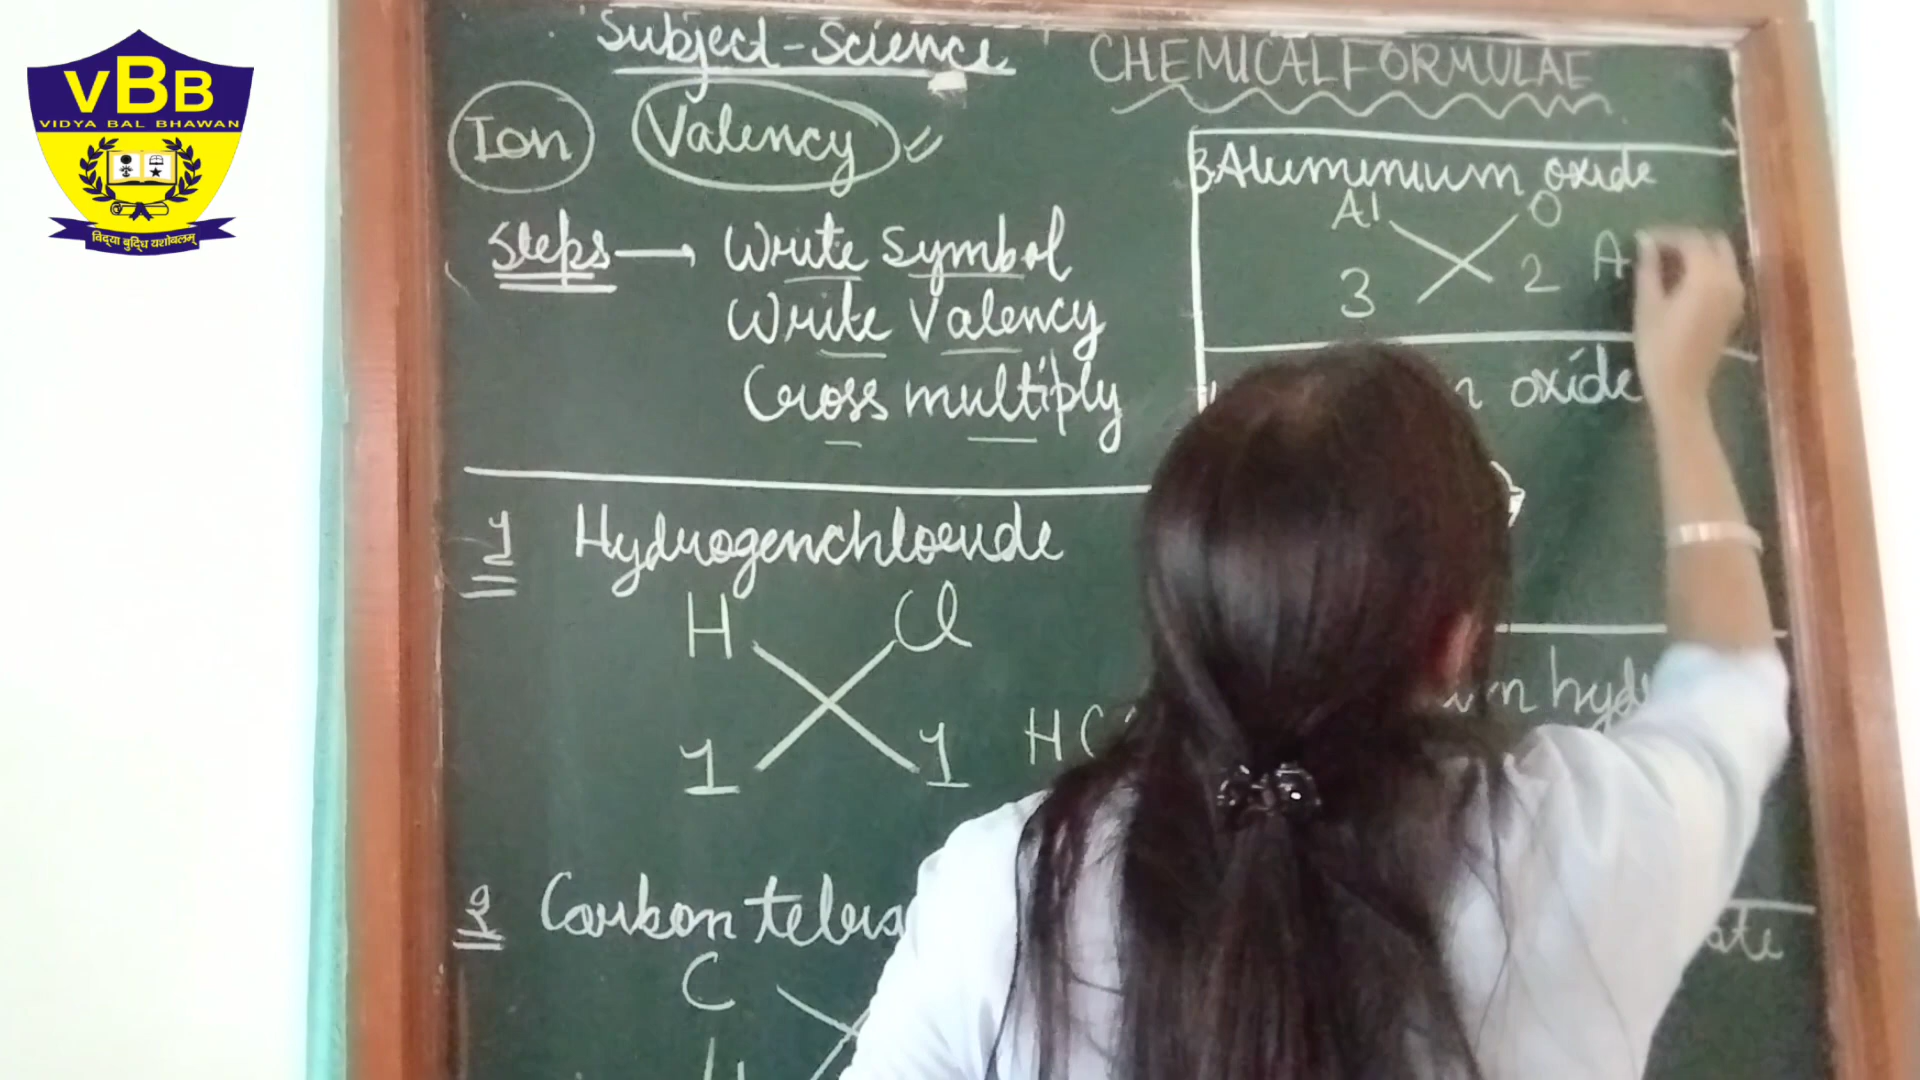 VBB
VIDYA BAL BHAWAN
विद्या बुद्धि यशोबलम्
Subject-Science
CHEMICAL FORMULAE
Ion Valency
Steps → Write Symbol
Write Valency
Cross multiply
3. Aluminium oxide
Al O
3 2 A
oxide
1 Hydrogenchloride
H Cl
1 1 HC
hyd
2 Carbon tetra
C
ate